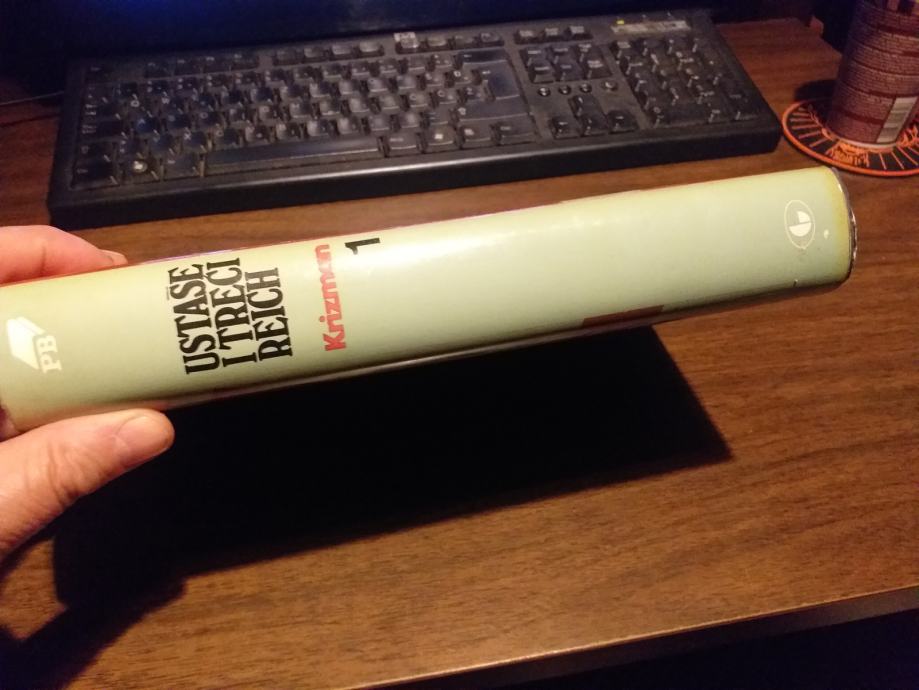 USTAŠE
I TREĆI
REICH
Krizman
1
PB